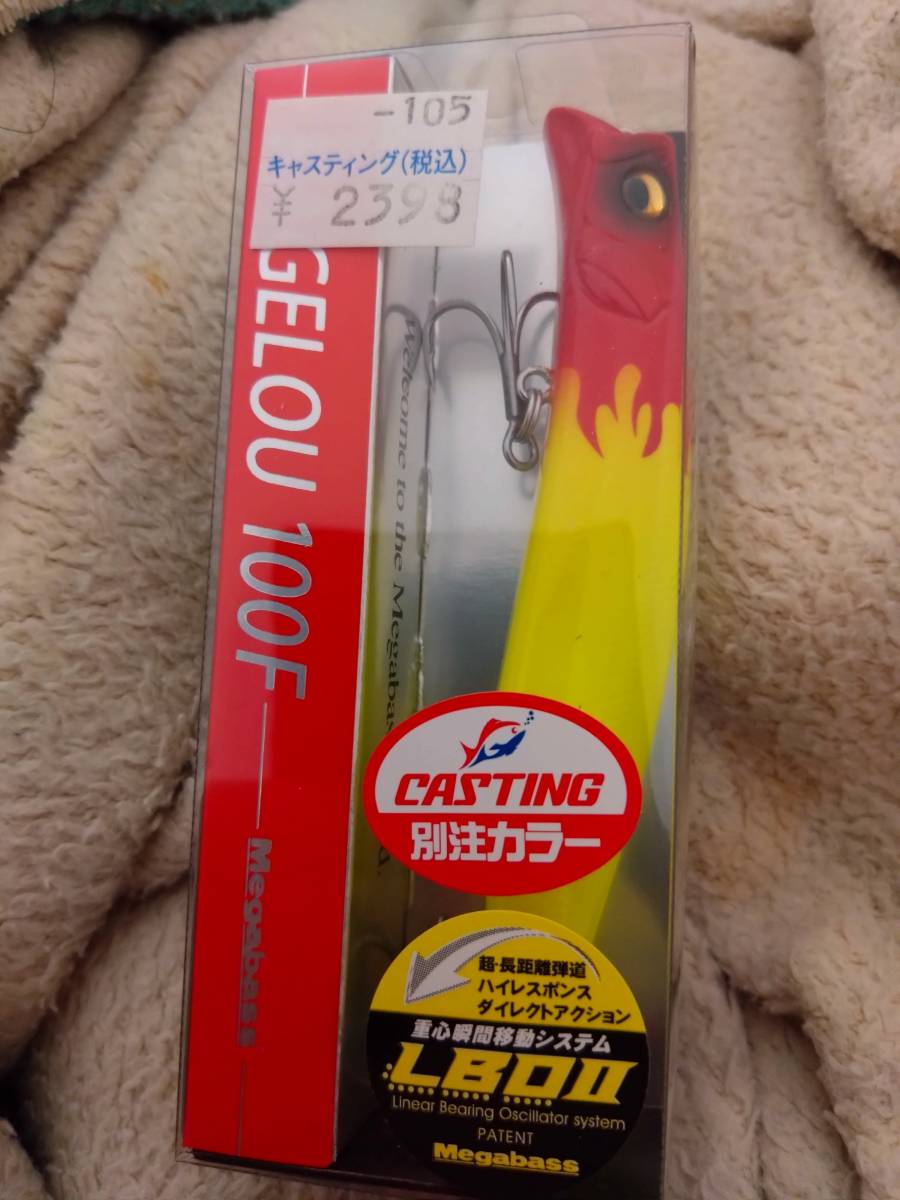 -105
キャスティング(税込)
¥ 2398
GELOU 100F
Megabass
Welcome to the Megabass
CASTING
別注カラー
超・長距離弾道
ハイレスポンス
ダイレクトアクション
重心瞬間移動システム
LBOII
Linear Bearing Oscillator system
PATENT
Megabass